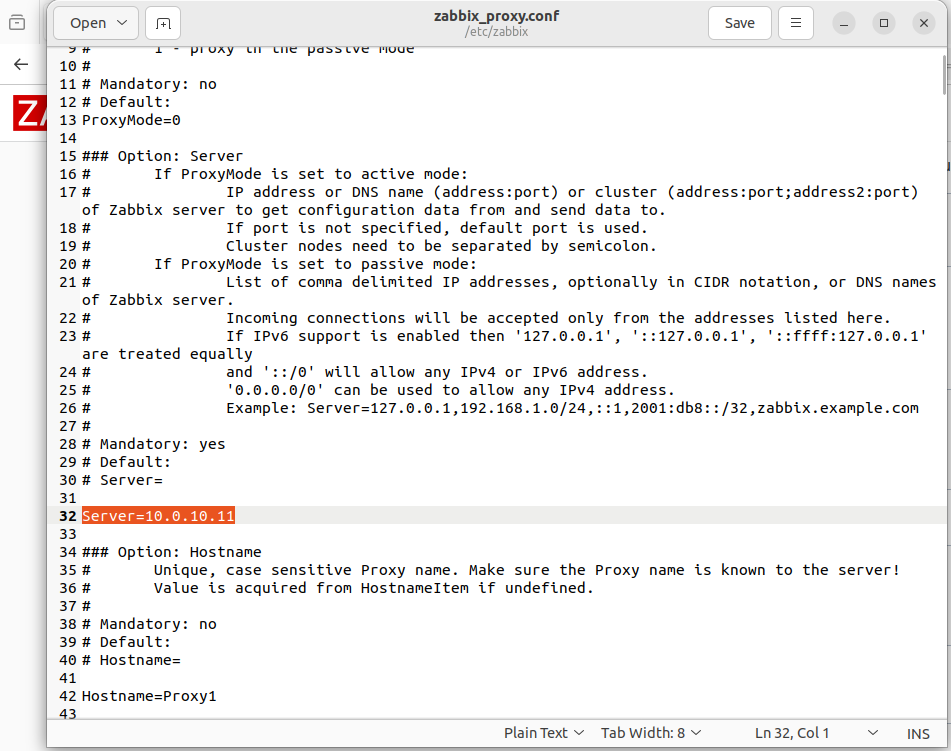 Open
zabbix_proxy.conf
/etc/zabbix
Save
ZA
9 #       1 - proxy in the passive mode
10 #
11 # Mandatory: no
12 # Default:
13 ProxyMode=0
14
15 ### Option: Server
16 #       If ProxyMode is set to active mode:
17 #               IP address or DNS name (address:port) or cluster (address:port;address2:port)
of Zabbix server to get configuration data from and send data to.
18 #               If port is not specified, default port is used.
19 #               Cluster nodes need to be separated by semicolon.
20 #       If ProxyMode is set to passive mode:
21 #               List of comma delimited IP addresses, optionally in CIDR notation, or DNS names
of Zabbix server.
22 #               Incoming connections will be accepted only from the addresses listed here.
23 #               If IPv6 support is enabled then '127.0.0.1', '::127.0.0.1', '::ffff:127.0.0.1'
are treated equally
24 #               and '::/0' will allow any IPv4 or IPv6 address.
25 #               '0.0.0.0/0' can be used to allow any IPv4 address.
26 #               Example: Server=127.0.0.1,192.168.1.0/24,::1,2001:db8::/32,zabbix.example.com
27 #
28 # Mandatory: yes
29 # Default:
30 # Server=
31
32 Server=10.0.10.11
33
34 ### Option: Hostname
35 #       Unique, case sensitive Proxy name. Make sure the Proxy name is known to the server!
36 #       Value is acquired from HostnameItem if undefined.
37 #
38 # Mandatory: no
39 # Default:
40 # Hostname=
41
42 Hostname=Proxy1
43
Plain Text
Tab Width: 8
Ln 32, Col 1
INS